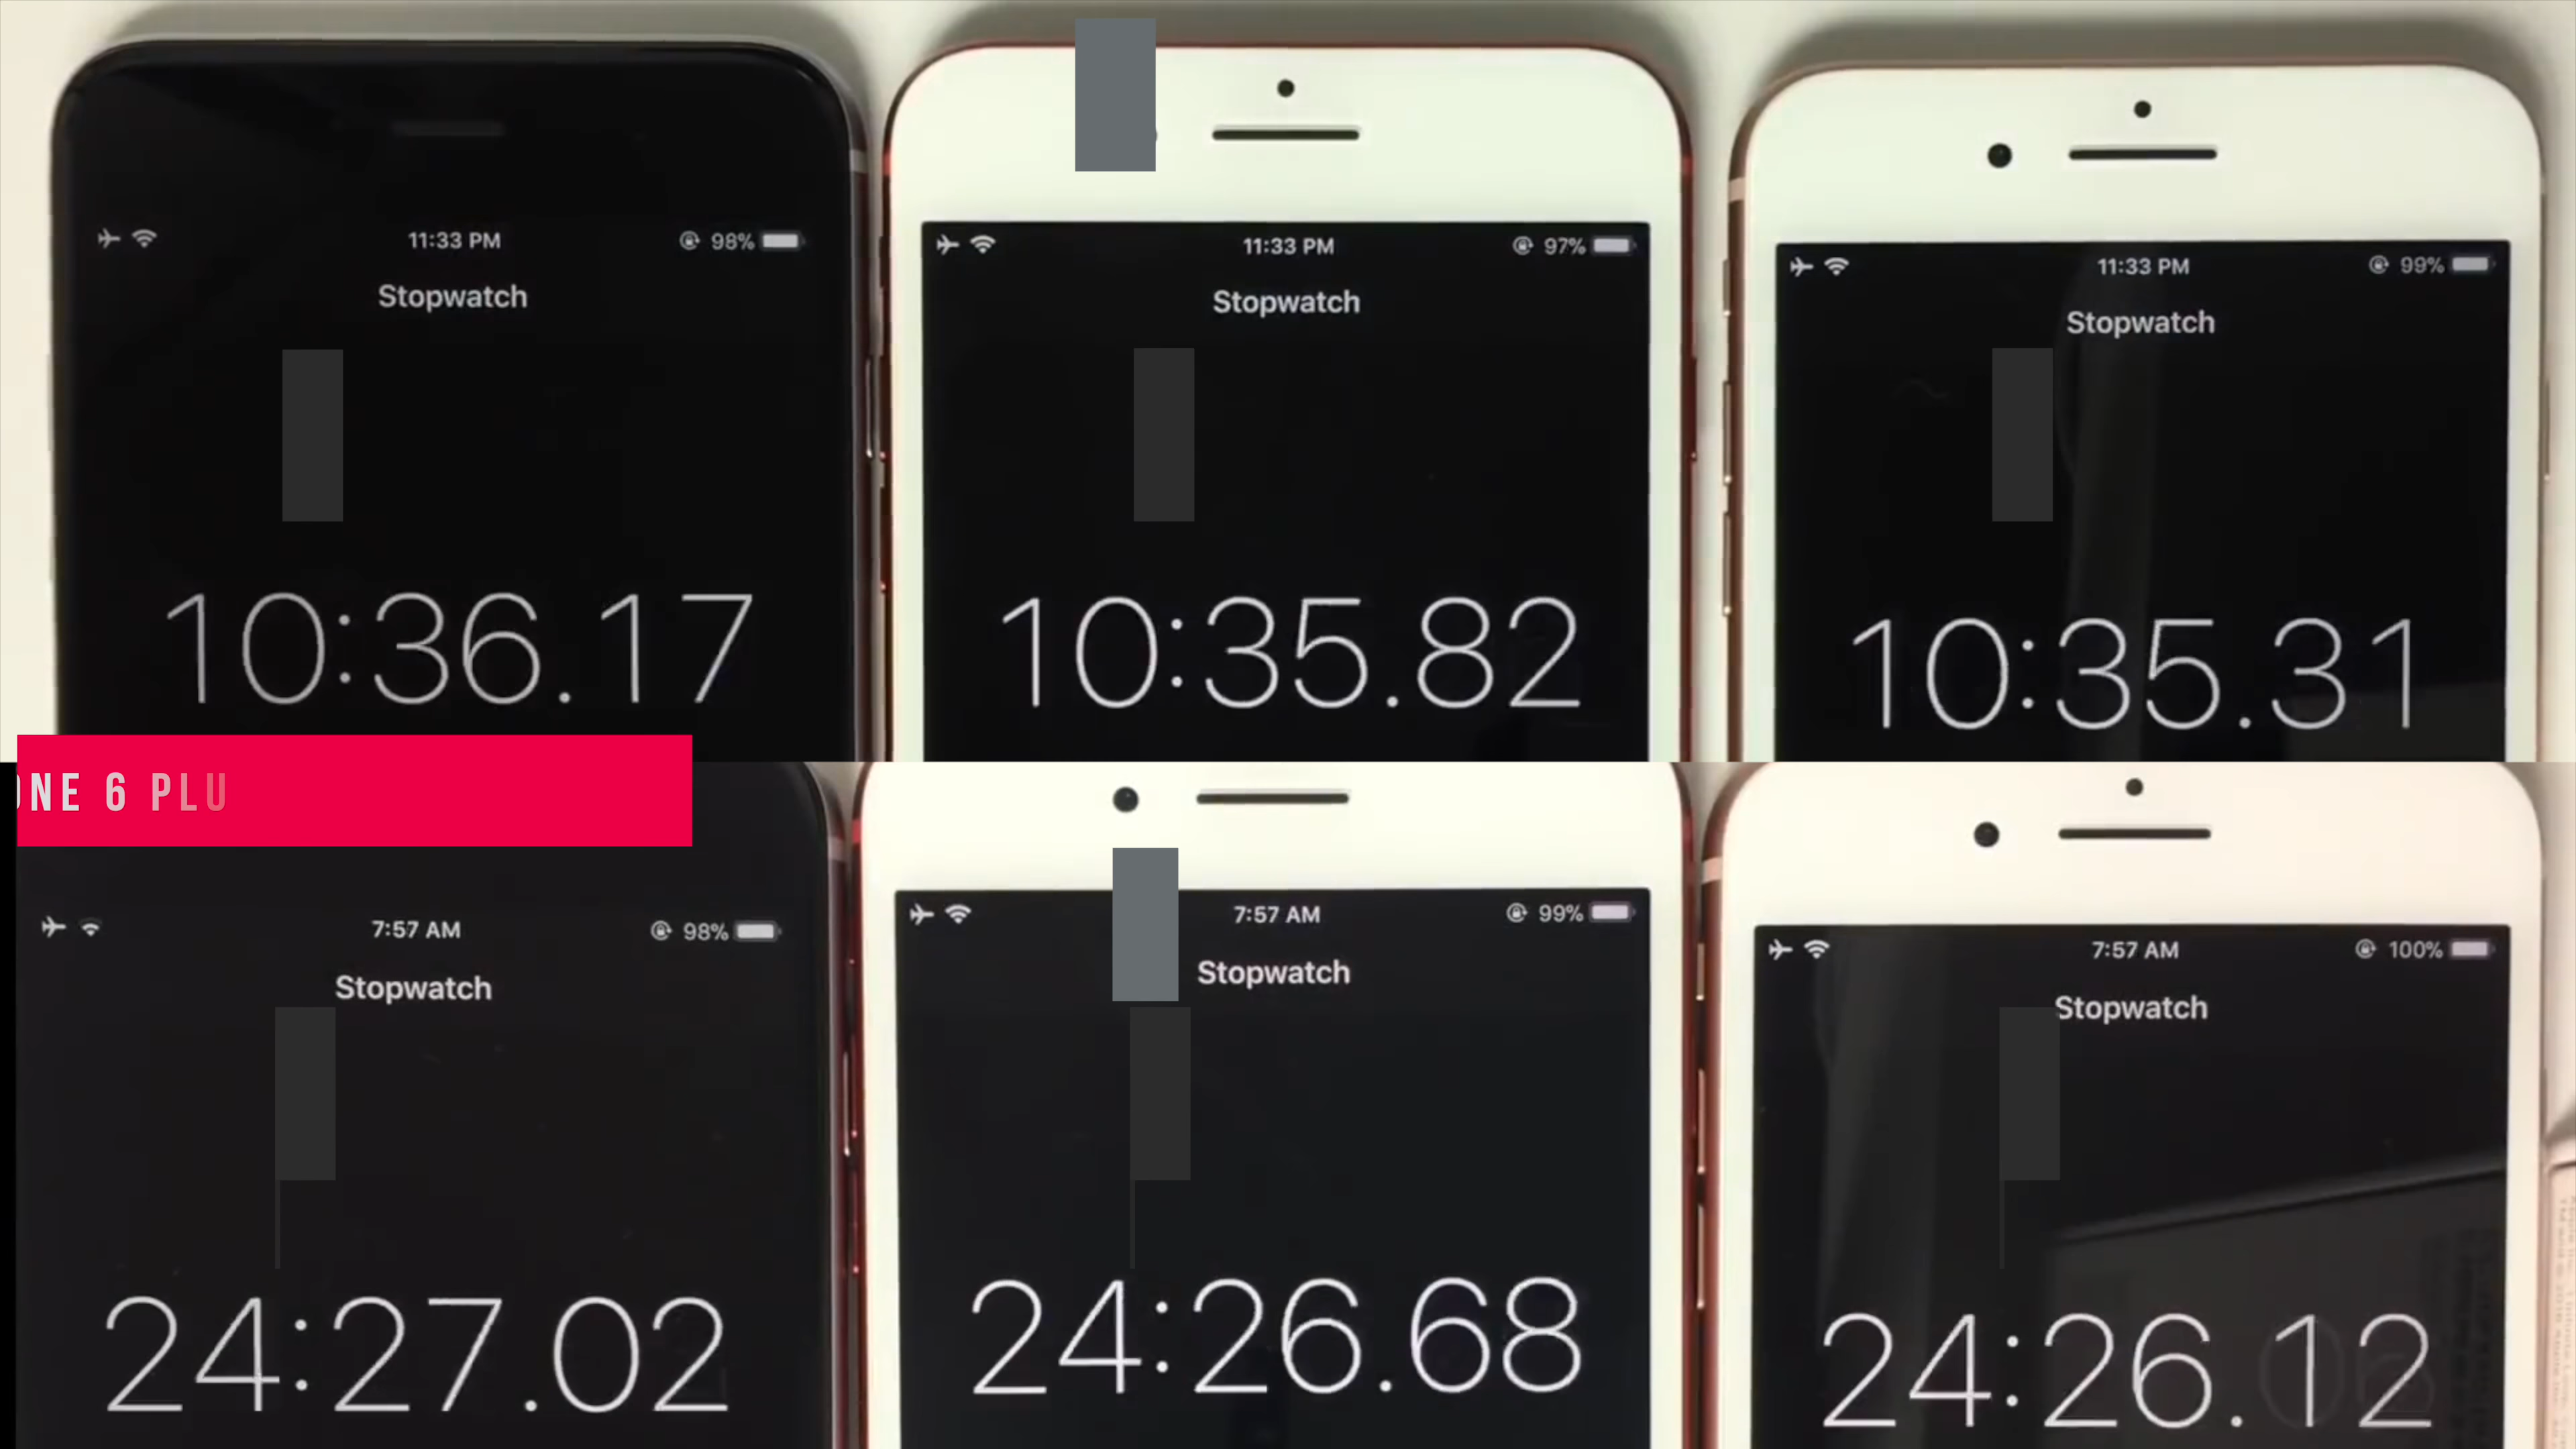 11:33 PM 98%
Stopwatch
10:36.17
11:33 PM 97%
Stopwatch
10:35.82
11:33 PM 99%
Stopwatch
10:35.31
ONE 6 PLU
7:57 AM 98%
Stopwatch
24:27.02
7:57 AM 99%
Stopwatch
24:26.68
7:57 AM 100%
Stopwatch
24:26.12